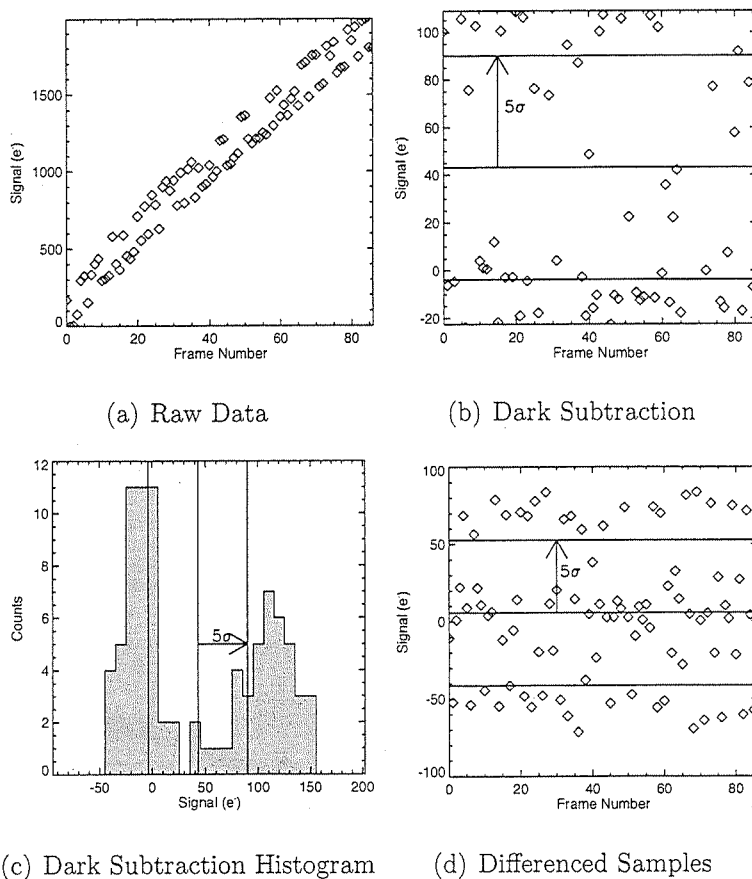 Signal (e⁻)
1500
1000
500
0
0 20 40 60 80
Frame Number
(a) Raw Data
Signal (e⁻)
100
80
60
40
20
0
-20
5σ
0 20 40 60 80
Frame Number
(b) Dark Subtraction
Counts
12
10
8
6
4
2
0
5σ
-50 0 50 100 150 200
Signal (e⁻)
(c) Dark Subtraction Histogram
Signal (e⁻)
100
50
0
-50
-100
5σ
0 20 40 60 80
Frame Number
(d) Differenced Samples